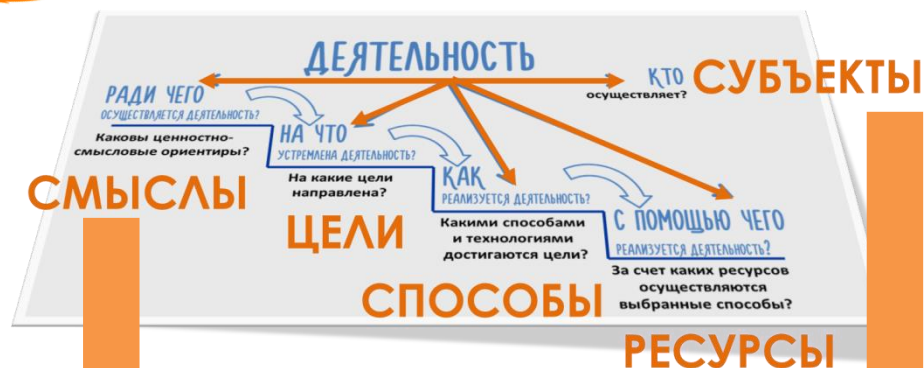 ДЕЯТЕЛЬНОСТЬ
КТО
осуществляет?
СУБЪЕКТЫ
РАДИ ЧЕГО
ОСУЩЕСТВЛЯЕТСЯ ДЕЯТЕЛЬНОСТЬ?
Каковы ценностно-
смысловые ориентиры?
СМЫСЛЫ
НА ЧТО
УСТРЕМЛЕНА ДЕЯТЕЛЬНОСТЬ?
На какие цели
направлена?
ЦЕЛИ
КАК
РЕАЛИЗУЕТСЯ ДЕЯТЕЛЬНОСТЬ?
Какими способами
и технологиями
достигаются цели?
СПОСОБЫ
С ПОМОЩЬЮ ЧЕГО
РЕАЛИЗУЕТСЯ ДЕЯТЕЛЬНОСТЬ?
За счет каких ресурсов
осуществляются
выбранные способы?
РЕСУРСЫ